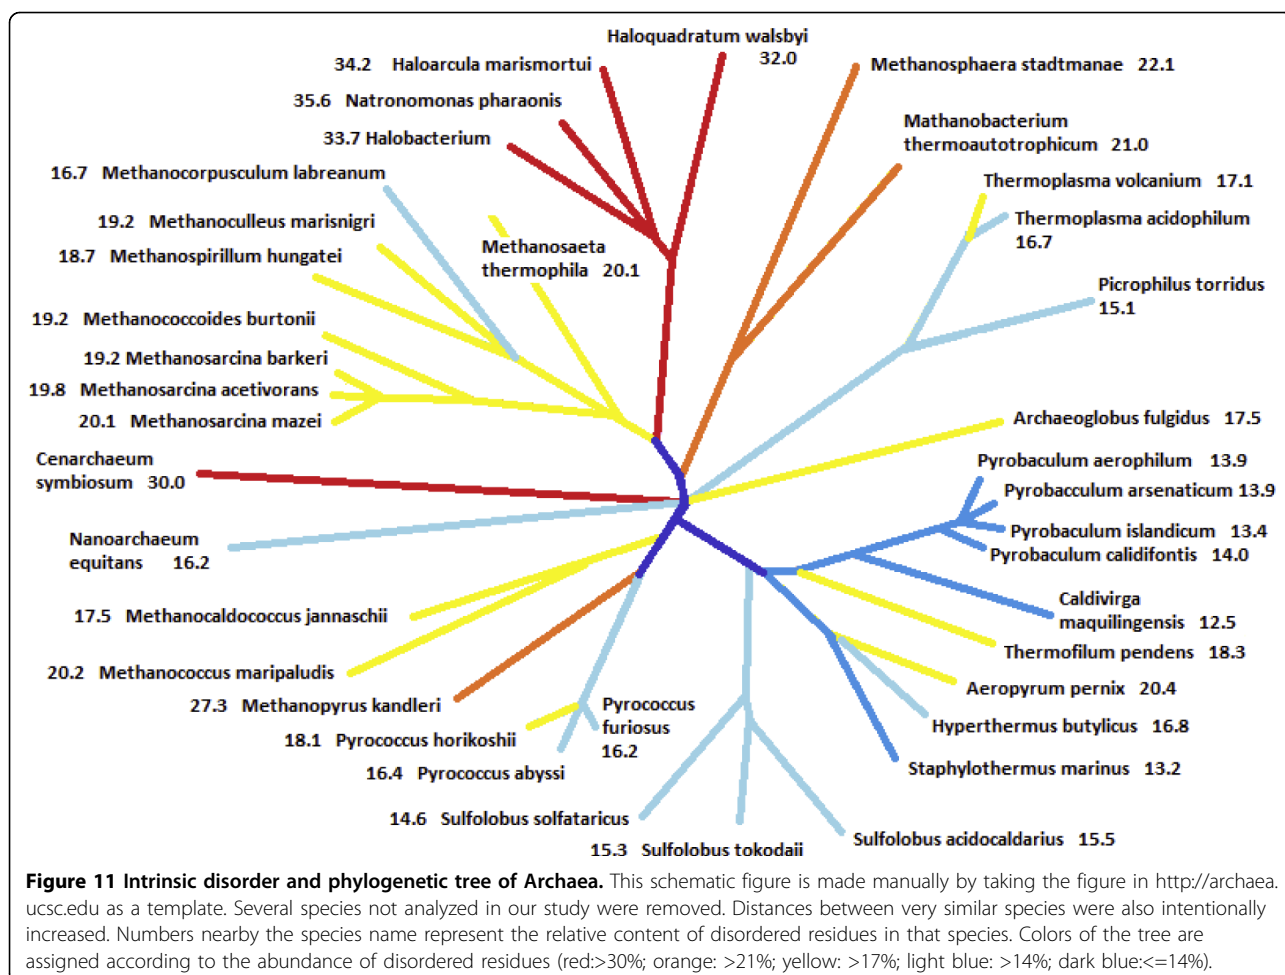 Haloquadratum walsbyi
32.0
34.2 Haloarcula marismortui
Methanosphaera stadtmanae 22.1
35.6 Natronomonas pharaonis
33.7 Halobacterium
Mathanobacterium
thermoautotrophicum 21.0
16.7 Methanocorpusculum labreanum
Thermoplasma volcanium 17.1
19.2 Methanoculleus marisnigri
Thermoplasma acidophilum
16.7
18.7 Methanospirillum hungatei
Methanosaeta
thermophila 20.1
Picrophilus torridus
15.1
19.2 Methanococcoides burtonii
19.2 Methanosarcina barkeri
19.8 Methanosarcina acetivorans
20.1 Methanosarcina mazei
Archaeoglobus fulgidus 17.5
Cenarchaeum
symbiosum 30.0
Pyrobaculum aerophilum 13.9
Pyrobacculum arsenaticum 13.9
Pyrobaculum islandicum 13.4
Pyrobaculum calidifontis 14.0
Nanoarchaeum
equitans 16.2
Caldivirga
maquilingensis 12.5
17.5 Methanocaldococcus jannaschii
Thermofilum pendens 18.3
20.2 Methanococcus maripaludis
Aeropyrum pernix 20.4
27.3 Methanopyrus kandleri
Pyrococcus
furiosus
16.2
Hyperthermus butylicus 16.8
18.1 Pyrococcus horikoshii
16.4 Pyrococcus abyssi
Staphylothermus marinus 13.2
14.6 Sulfolobus solfataricus
15.3 Sulfolobus tokodaii
Sulfolobus acidocaldarius 15.5
Figure 11 Intrinsic disorder and phylogenetic tree of Archaea. This schematic figure is made manually by taking the figure in http://archaea.
ucsc.edu as a template. Several species not analyzed in our study were removed. Distances between very similar species were also intentionally
increased. Numbers nearby the species name represent the relative content of disordered residues in that species. Colors of the tree are
assigned according to the abundance of disordered residues (red:>30%; orange: >21%; yellow: >17%; light blue: >14%; dark blue:<=14%).